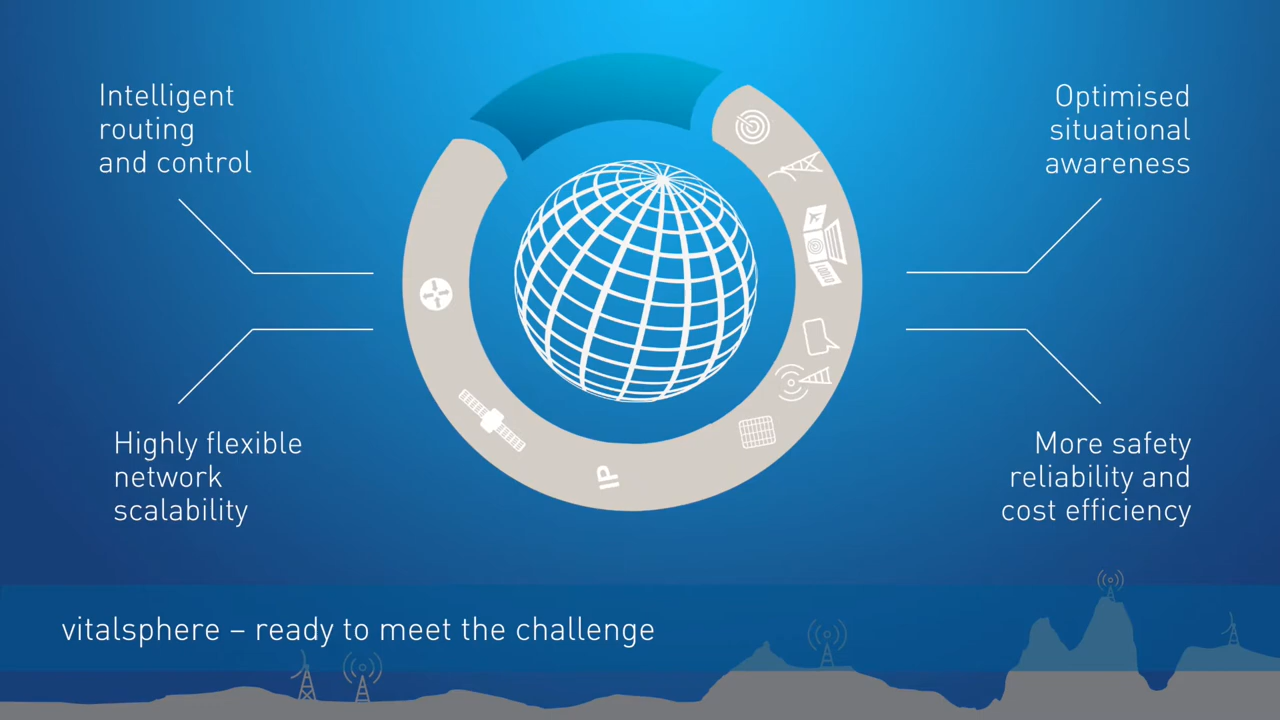 Intelligent
routing
and control
Optimised
situational
awareness
Highly flexible
network
scalability
IP
More safety
reliability and
cost efficiency
vitalsphere – ready to meet the challenge